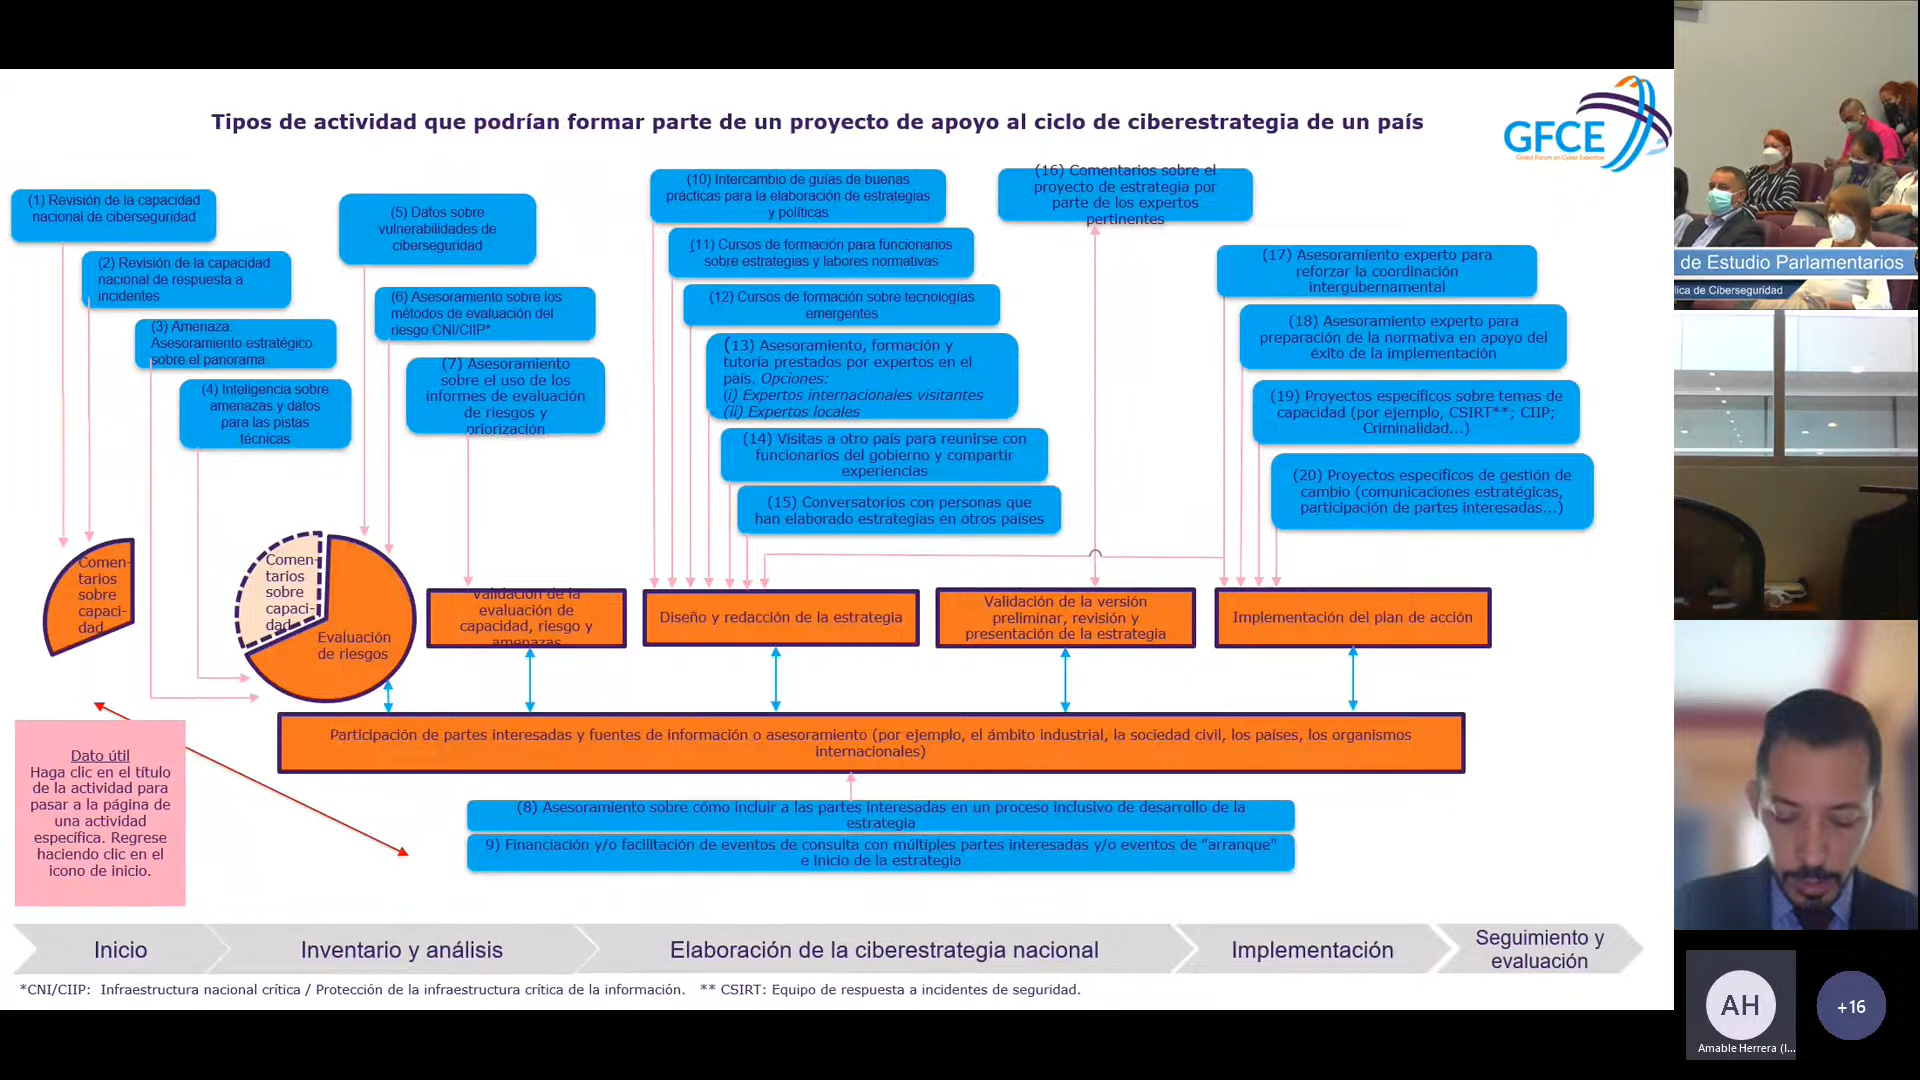 Tipos de actividad que podrían formar parte de un proyecto de apoyo al ciclo de ciberestrategia de un país
GFCE
Global Forum on Cyber Expertise
(1) Revisión de la capacidad
nacional de ciberseguridad
(2) Revisión de la capacidad
nacional de respuesta a
incidentes
(3) Amenaza.
Asesoramiento estratégico
sobre el panorama
(4) Inteligencia sobre
amenazas y datos
para las pistas
técnicas
(5) Datos sobre
vulnerabilidades de
ciberseguridad
(6) Asesoramiento sobre los
métodos de evaluación del
riesgo CNI/CIIP*
(7) Asesoramiento
sobre el uso de los
informes de evaluación
de riesgos y
priorización
(10) Intercambio de guías de buenas
prácticas para la elaboración de estrategias
y políticas
(11) Cursos de formación para funcionarios
sobre estrategias y labores normativas
(12) Cursos de formación sobre tecnologías
emergentes
(13) Asesoramiento, formación y
tutoría prestados por expertos en el
país. Opciones:
(i) Expertos internacionales visitantes
(ii) Expertos locales
(14) Visitas a otro país para reunirse con
funcionarios del gobierno y compartir
experiencias
(15) Conversatorios con personas que
han elaborado estrategias en otros países
(16) Comentarios sobre el
proyecto de estrategia por
parte de los expertos
pertinentes
(17) Asesoramiento experto para
reforzar la coordinación
intergubernamental
(18) Asesoramiento experto para
preparación de la normativa en apoyo del
éxito de la implementación
(19) Proyectos específicos sobre temas de
capacidad (por ejemplo, CSIRT**; CIIP;
Criminalidad...)
(20) Proyectos específicos de gestión de
cambio (comunicaciones estratégicas,
participación de partes interesadas...)
Comen-
tarios
sobre
capaci-
dad
Comen-
tarios
sobre
capaci-
dad
Evaluación
de riesgos
Validación de la
evaluación de
capacidad, riesgo y
amenazas
Diseño y redacción de la estrategia
Validación de la versión
preliminar, revisión y
presentación de la estrategia
Implementación del plan de acción
Participación de partes interesadas y fuentes de información o asesoramiento (por ejemplo, el ámbito industrial, la sociedad civil, los países, los organismos
internacionales)
(8) Asesoramiento sobre cómo incluir a las partes interesadas en un proceso inclusivo de desarrollo de la
estrategia
9) Financiación y/o facilitación de eventos de consulta con múltiples partes interesadas y/o eventos de "arranque"
e inicio de la estrategia
Dato útil
Haga clic en el título
de la actividad para
pasar a la página de
una actividad
específica. Regrese
haciendo clic en el
icono de inicio.
Inicio
Inventario y análisis
Elaboración de la ciberestrategia nacional
Implementación
Seguimiento y
evaluación
*CNI/CIIP: Infraestructura nacional crítica / Protección de la infraestructura crítica de la información. ** CSIRT: Equipo de respuesta a incidentes de seguridad.
de Estudio Parlamentarios
lica de Ciberseguridad
AH
Amable Herrera (I...
+16